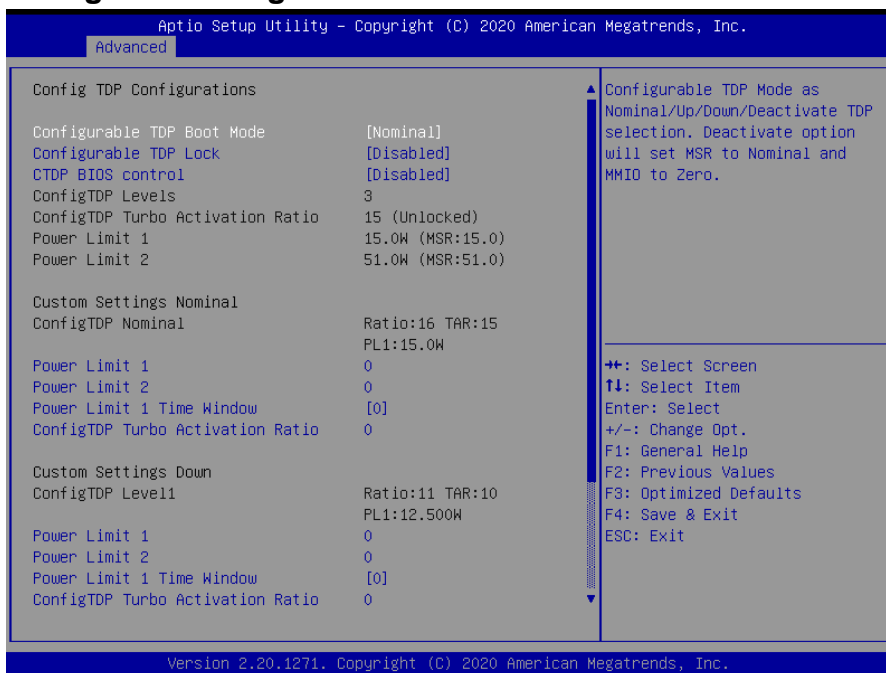 Aptio Setup Utility – Copyright (C) 2020 American Megatrends, Inc.
Advanced
Config TDP Configurations
Configurable TDP Boot Mode [Nominal]
Configurable TDP Lock [Disabled]
CTDP BIOS control [Disabled]
ConfigTDP Levels 3
ConfigTDP Turbo Activation Ratio 15 (Unlocked)
Power Limit 1 15.0W (MSR:15.0)
Power Limit 2 51.0W (MSR:51.0)
Custom Settings Nominal
ConfigTDP Nominal Ratio:16 TAR:15
PL1:15.0W
Power Limit 1 0
Power Limit 2 0
Power Limit 1 Time Window [0]
ConfigTDP Turbo Activation Ratio 0
Custom Settings Down
ConfigTDP Level1 Ratio:11 TAR:10
PL1:12.500W
Power Limit 1 0
Power Limit 2 0
Power Limit 1 Time Window [0]
ConfigTDP Turbo Activation Ratio 0
Configurable TDP Mode as
Nominal/Up/Down/Deactivate TDP
selection. Deactivate option
will set MSR to Nominal and
MMIO to Zero.
→←: Select Screen
↑↓: Select Item
Enter: Select
+/-: Change Opt.
F1: General Help
F2: Previous Values
F3: Optimized Defaults
F4: Save & Exit
ESC: Exit
Version 2.20.1271. Copyright (C) 2020 American Megatrends, Inc.